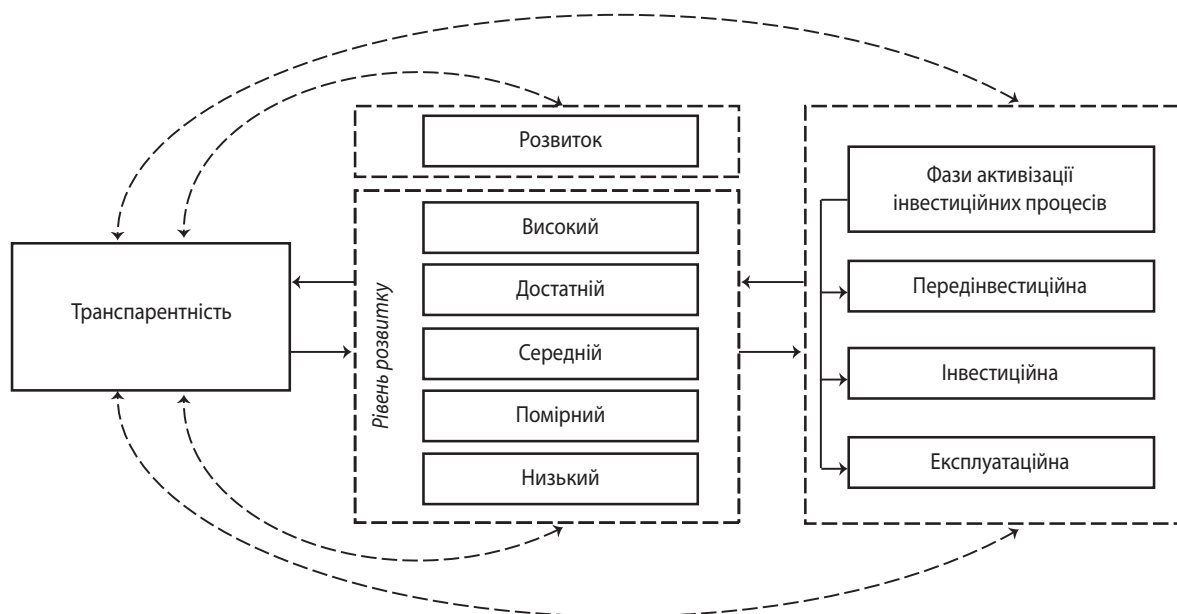 Транспарентність
Розвиток
Рівень розвитку
Високий
Достатній
Середній
Помірний
Низький
Фази активізації
інвестиційних процесів
Передінвестиційна
Інвестиційна
Експлуатаційна